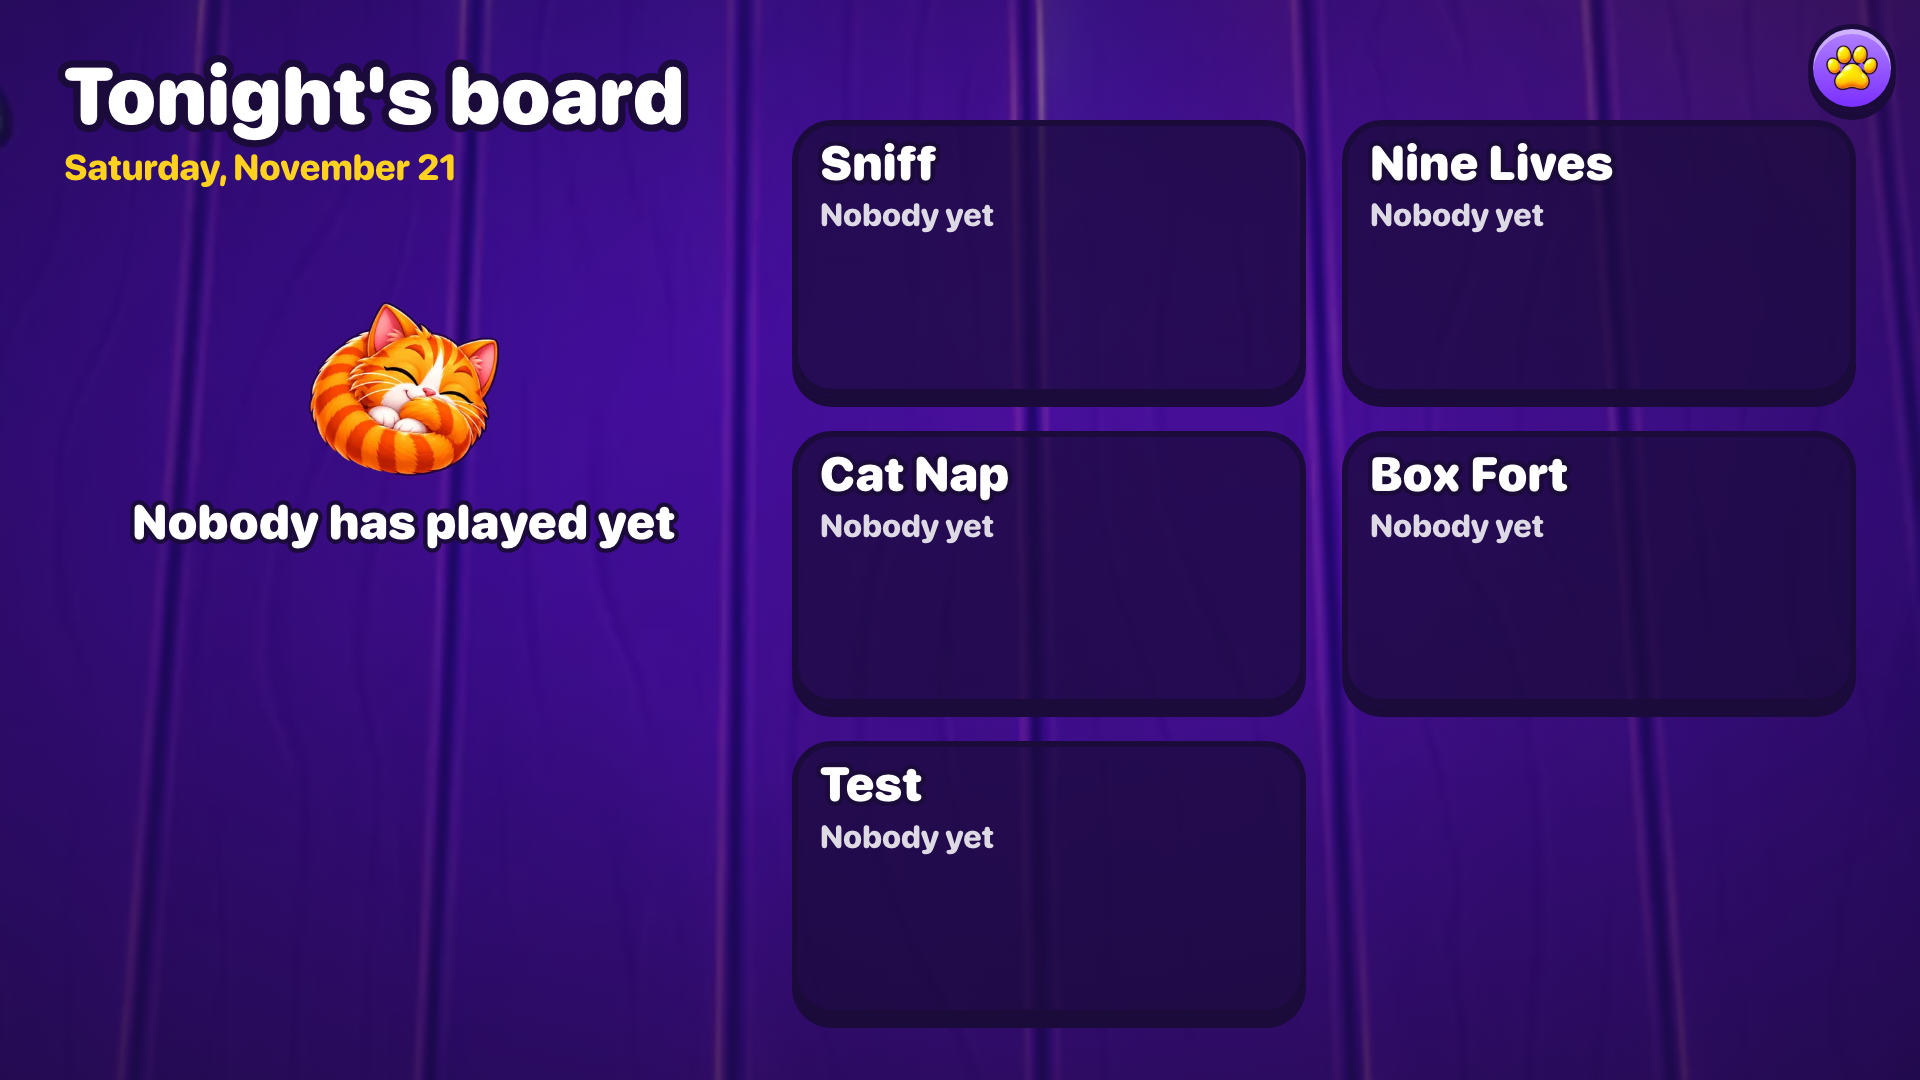 Tonight's board
Saturday, November 21
Nobody has played yet
Sniff
Nobody yet
Nine Lives
Nobody yet
Cat Nap
Nobody yet
Box Fort
Nobody yet
Test
Nobody yet